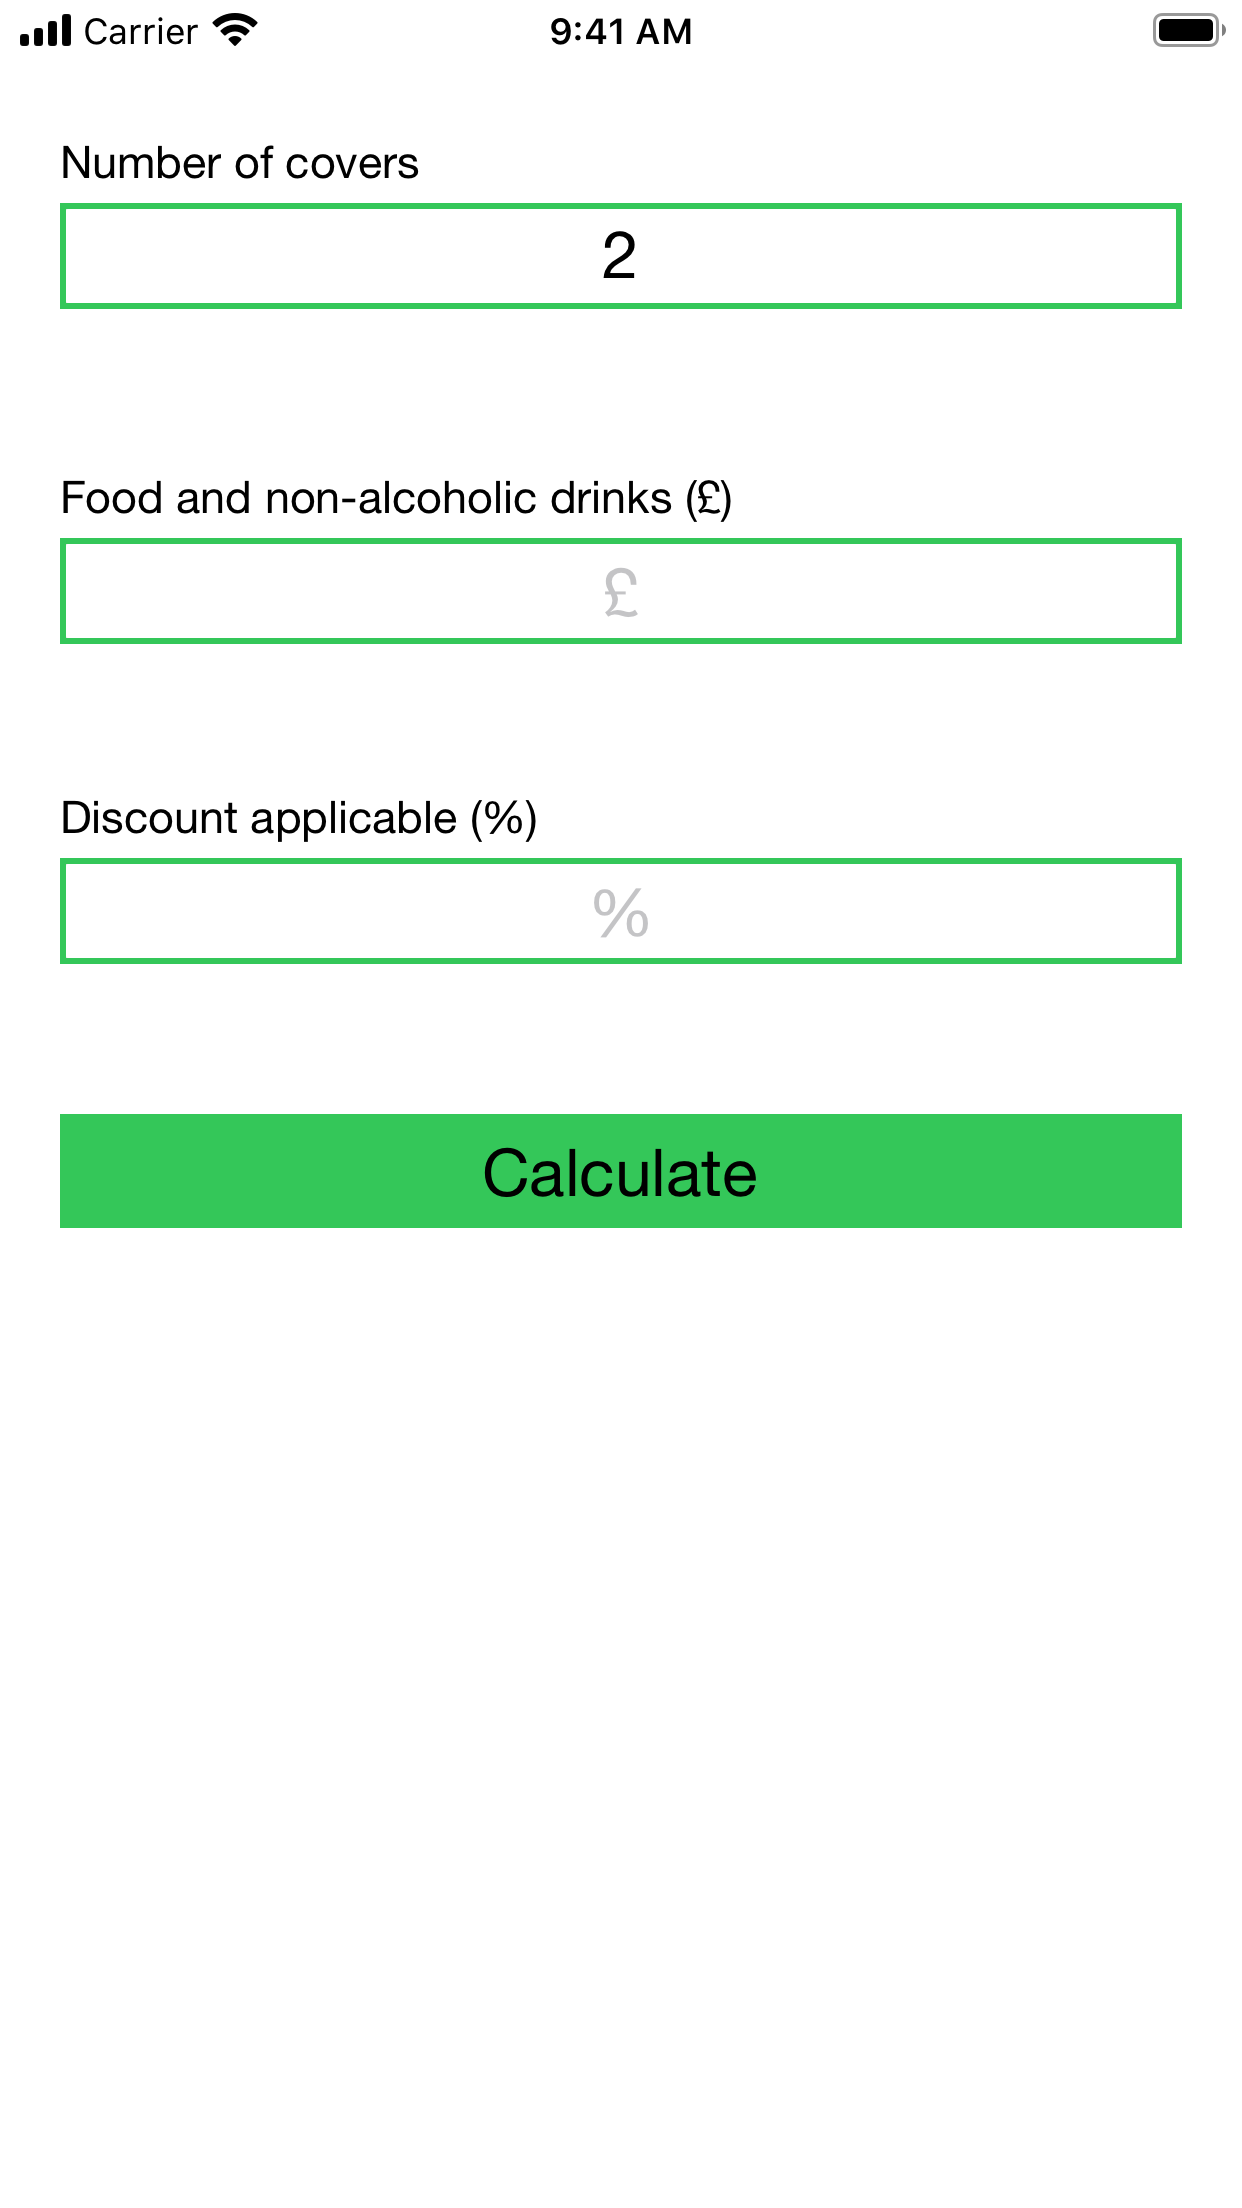 Carrier 9:41 AM
Number of covers
2
Food and non-alcoholic drinks (£)
£
Discount applicable (%)
%
Calculate